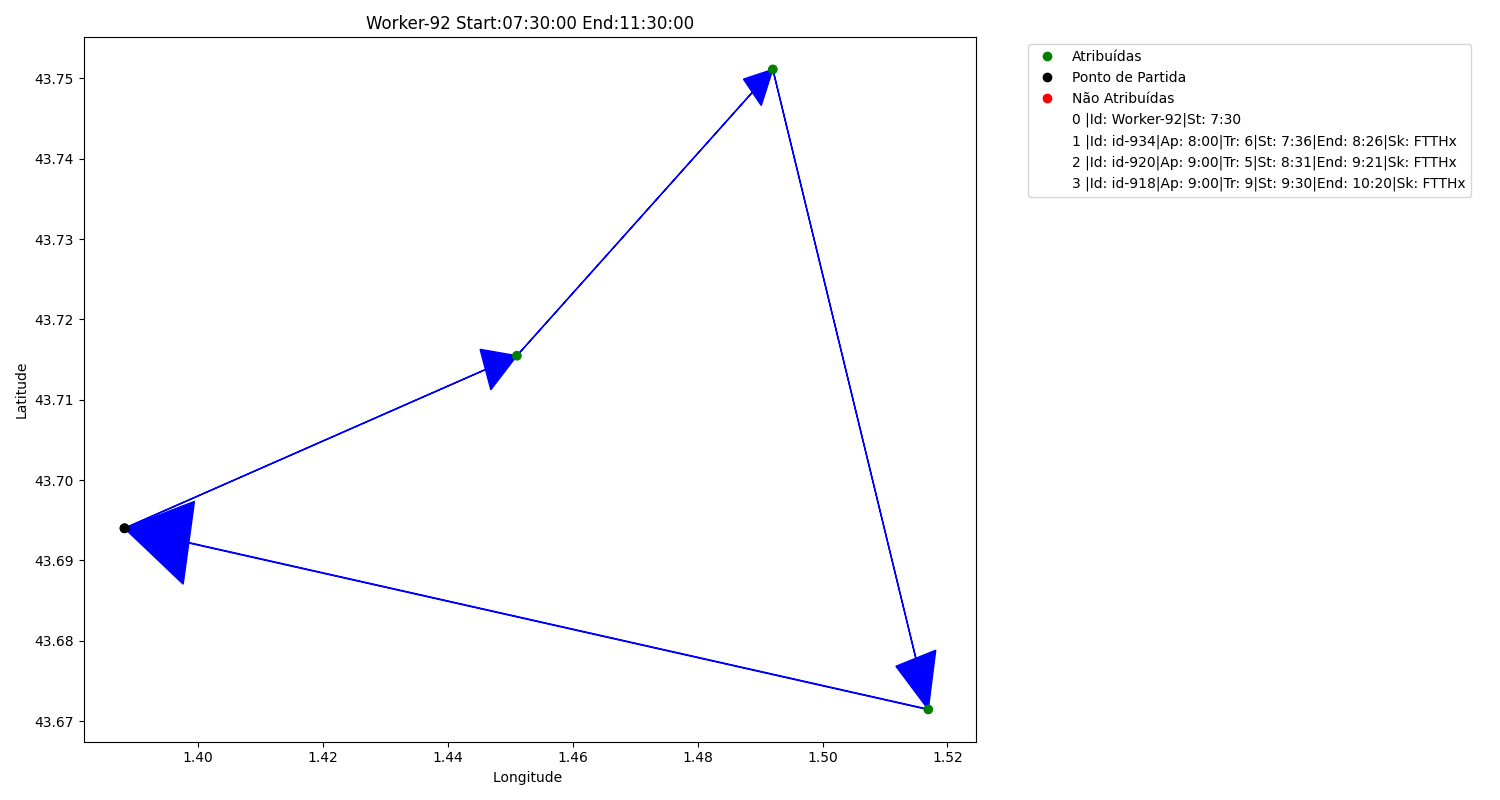 Worker-92 Start:07:30:00 End:11:30:00
Atribuídas
Ponto de Partida
Não Atribuídas
0 |Id: Worker-92|St: 7:30
1 |Id: id-934|Ap: 8:00|Tr: 6|St: 7:36|End: 8:26|Sk: FTTHx
2 |Id: id-920|Ap: 9:00|Tr: 5|St: 8:31|End: 9:21|Sk: FTTHx
3 |Id: id-918|Ap: 9:00|Tr: 9|St: 9:30|End: 10:20|Sk: FTTHx
Latitude
43.75
43.74
43.73
43.72
43.71
43.70
43.69
43.68
43.67
1.40 1.42 1.44 1.46 1.48 1.50 1.52
Longitude